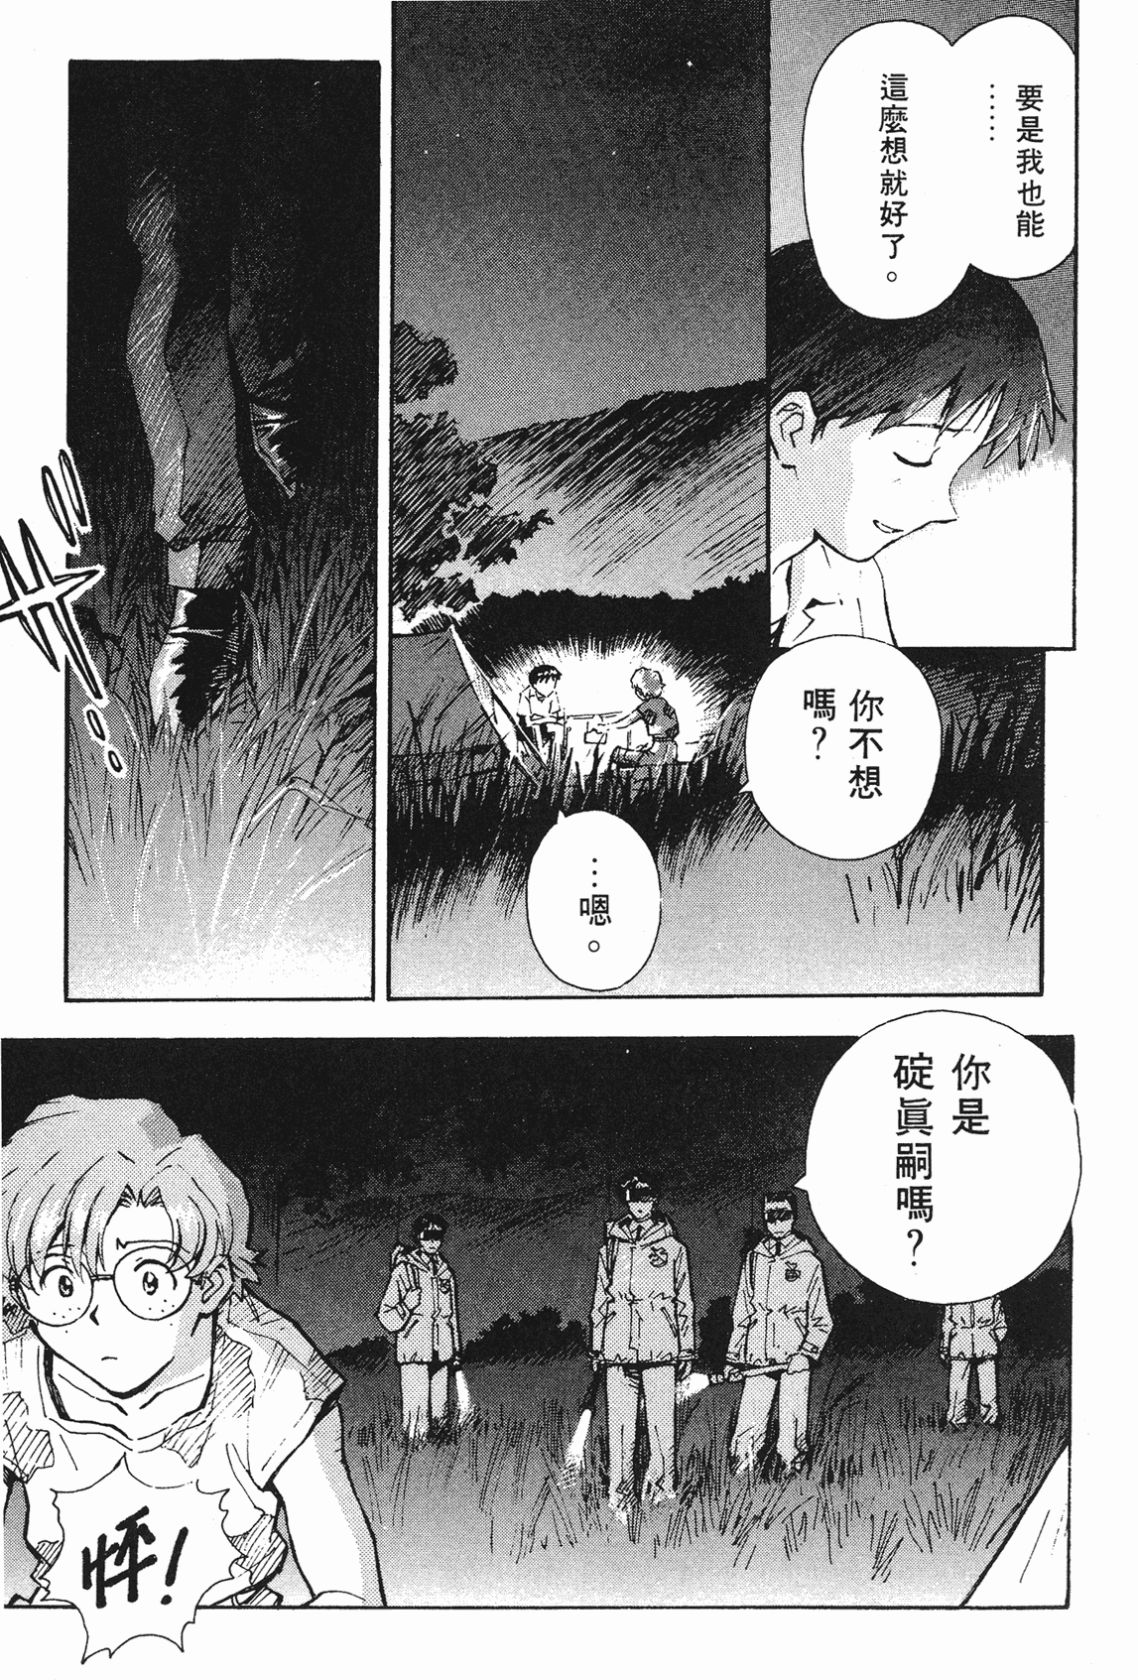 要是我也能
……
這麼想就好了。
你不想
嗎？
…嗯。
你是
碇眞嗣嗎？
怦！